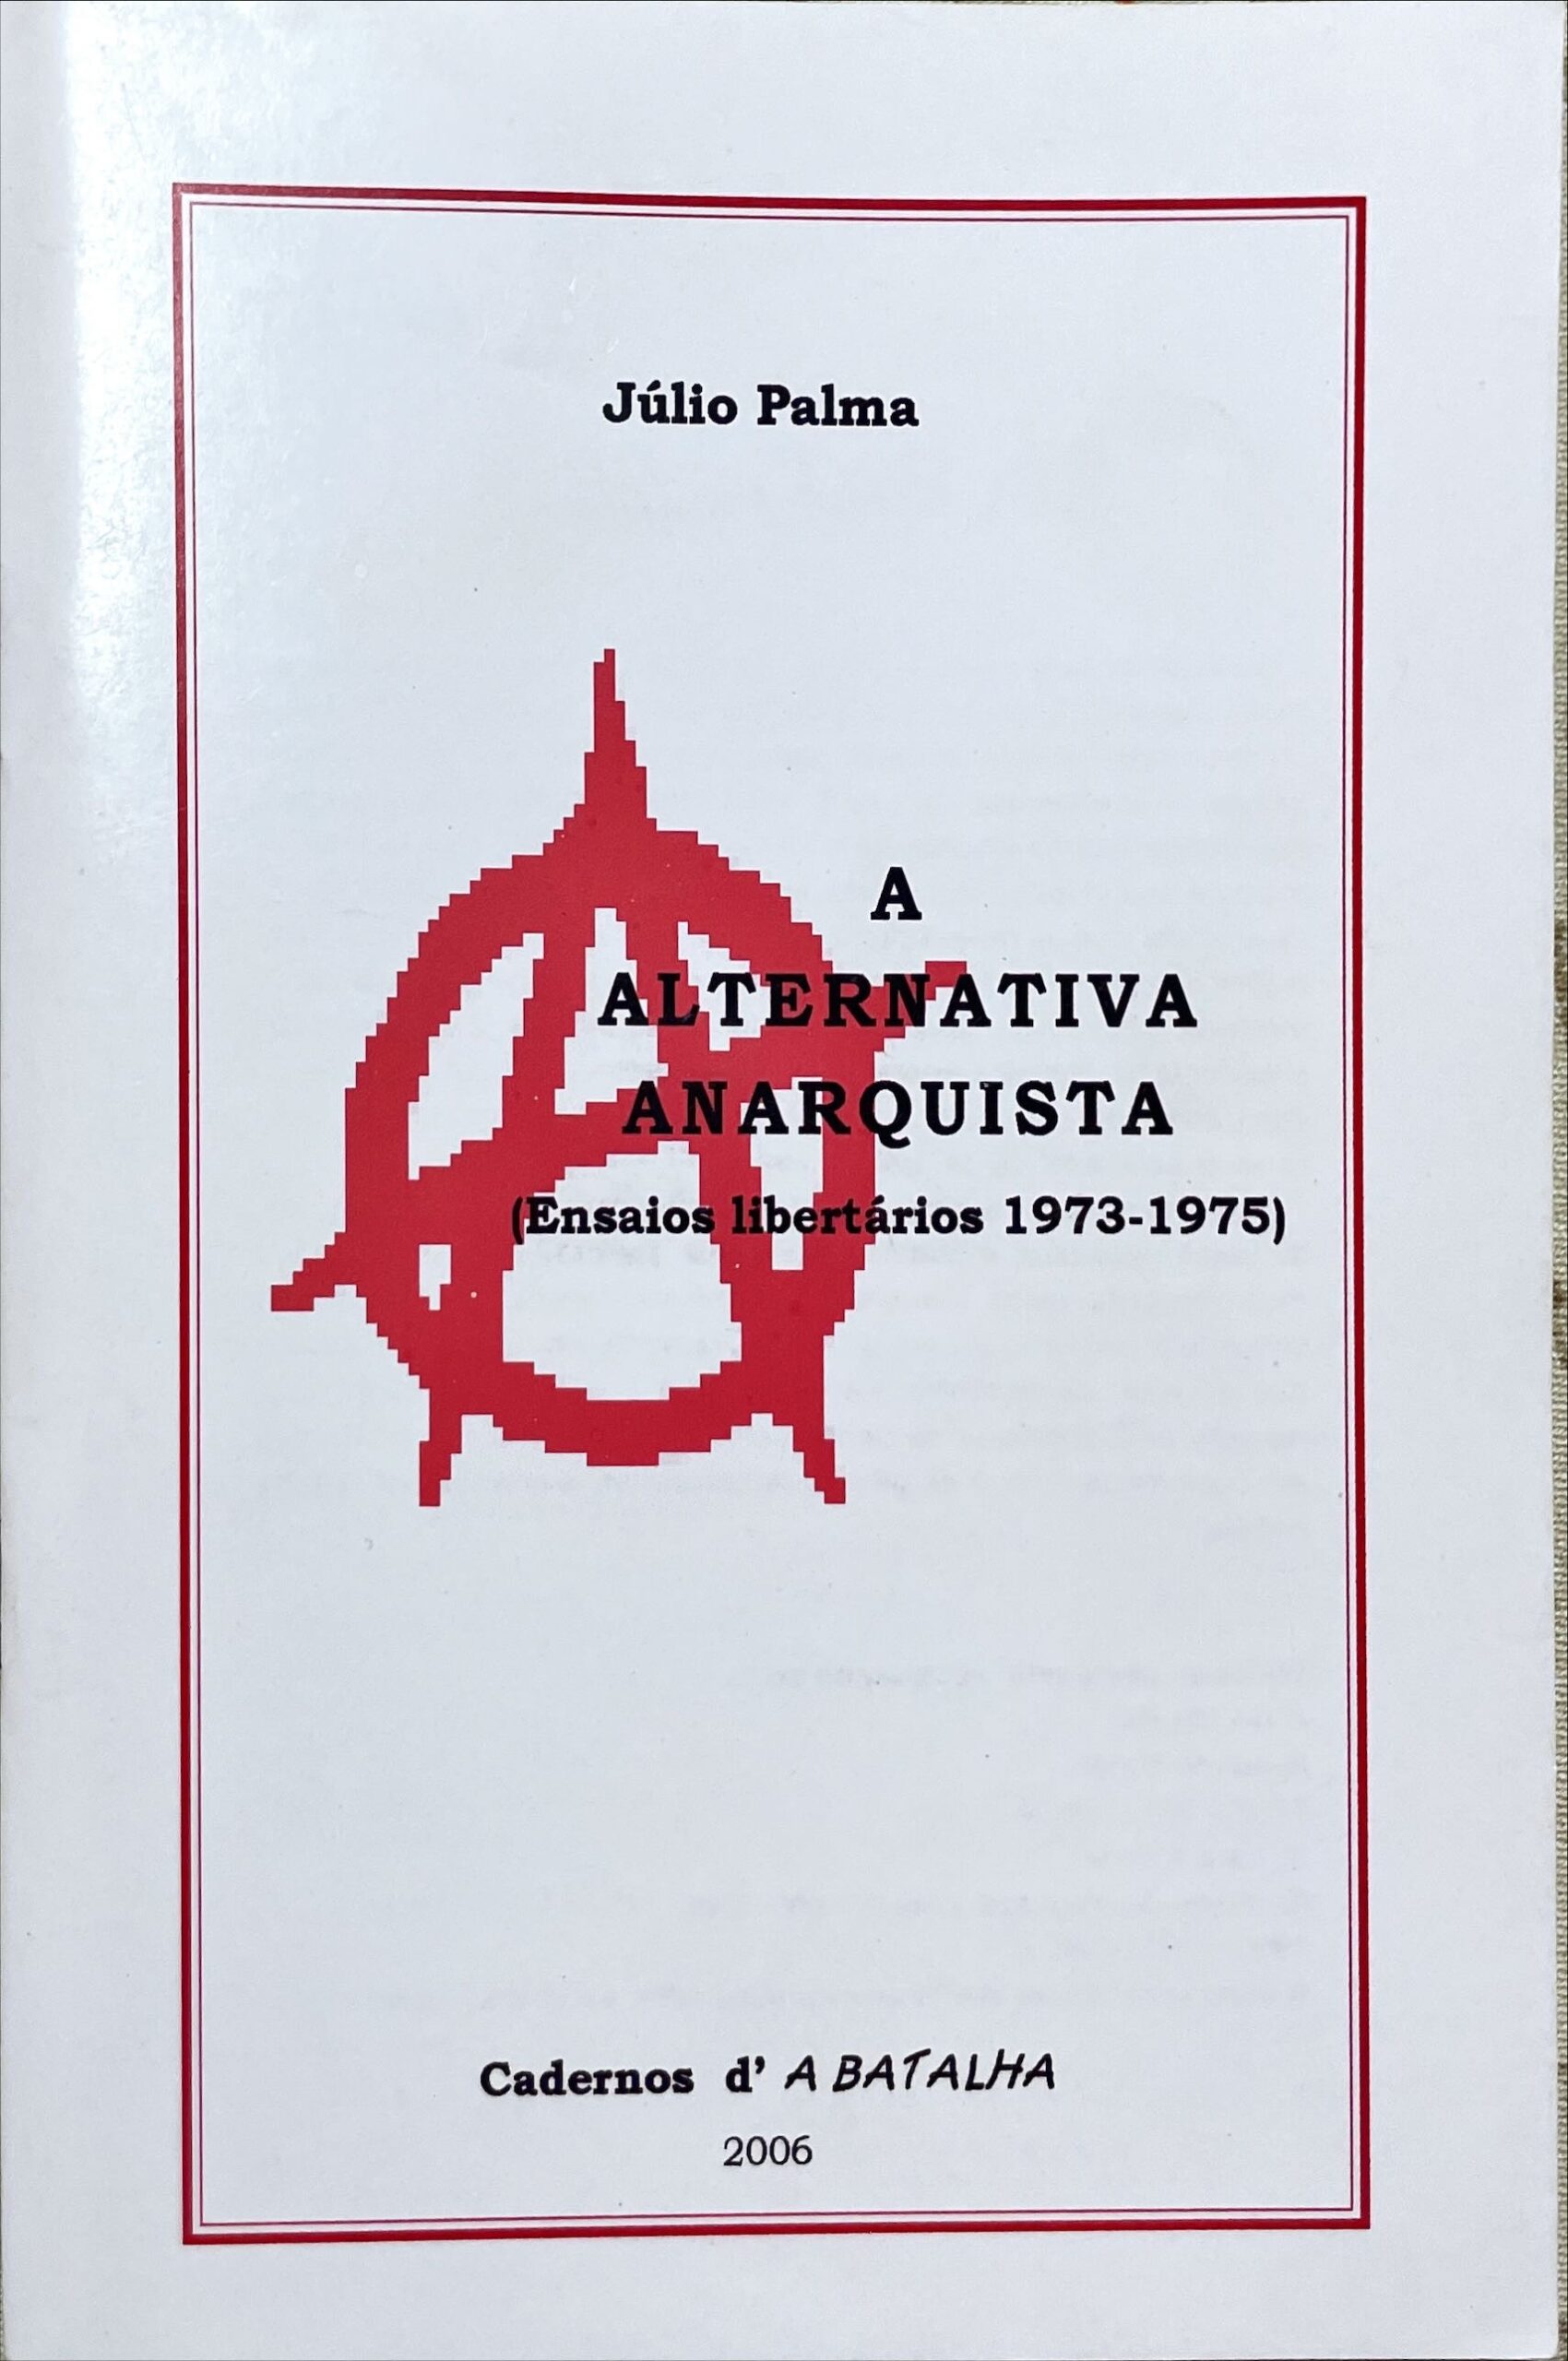 Júlio Palma
A
ALTERNATIVA
ANARQUISTA
(Ensaios libertários 1973-1975)
Cadernos d' A BATALHA
2006